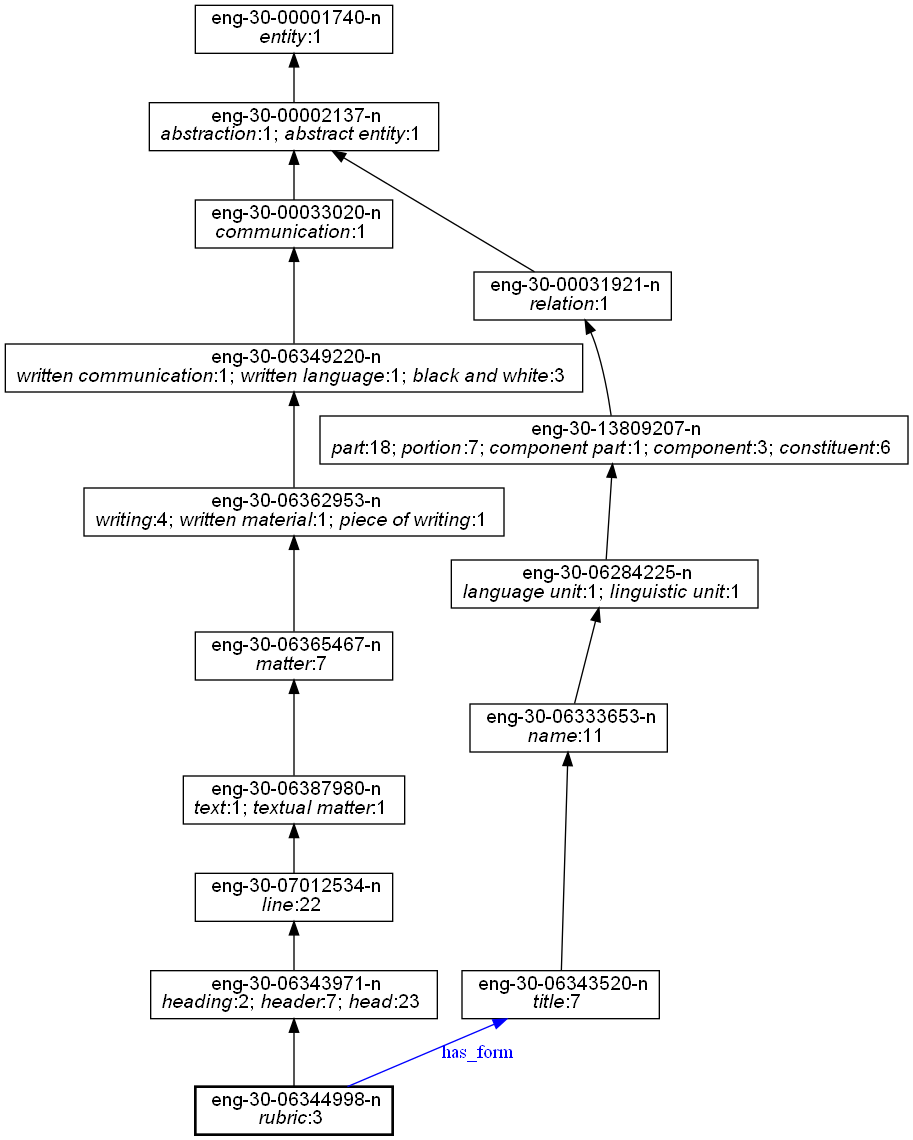 eng-30-00001740-n
entity:1
eng-30-00002137-n
abstraction:1; abstract entity:1
eng-30-00033020-n
communication:1
eng-30-00031921-n
relation:1
eng-30-06349220-n
written communication:1; written language:1; black and white:3
eng-30-13809207-n
part:18; portion:7; component part:1; component:3; constituent:6
eng-30-06362953-n
writing:4; written material:1; piece of writing:1
eng-30-06284225-n
language unit:1; linguistic unit:1
eng-30-06365467-n
matter:7
eng-30-06333653-n
name:11
eng-30-06387980-n
text:1; textual matter:1
eng-30-07012534-n
line:22
eng-30-06343971-n
heading:2; header:7; head:23
eng-30-06343520-n
title:7
has_form
eng-30-06344998-n
rubric:3